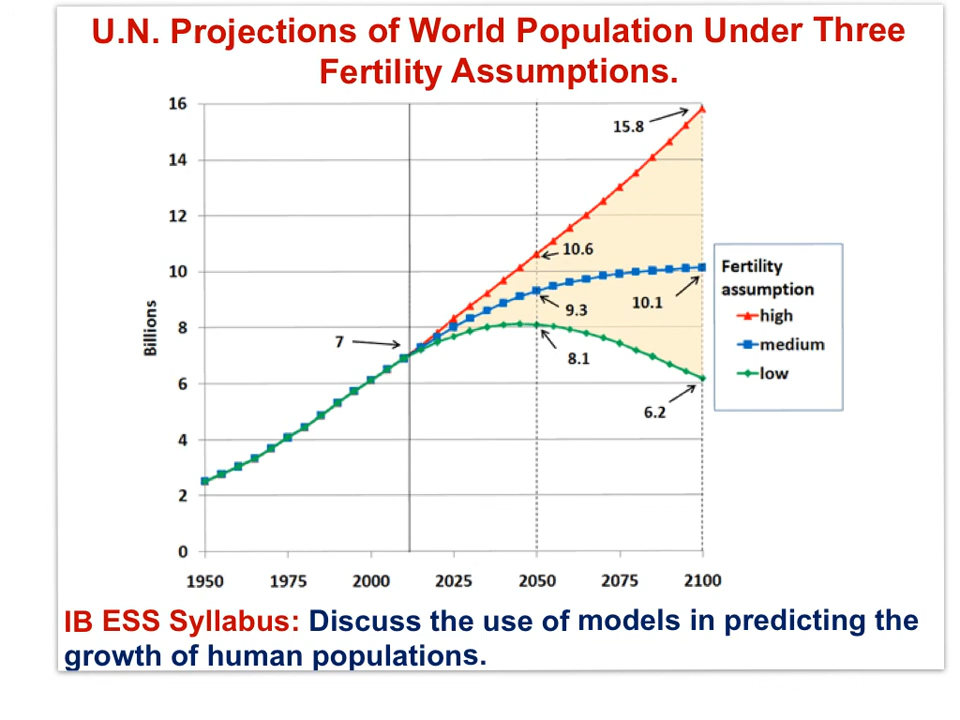 U.N. Projections of World Population Under Three
Fertility Assumptions.
16
14
12
10
8
6
4
2
0
Billions
15.8
10.6
9.3
10.1
7
8.1
6.2
Fertility
assumption
high
medium
low
1950 1975 2000 2025 2050 2075 2100
IB ESS Syllabus: Discuss the use of models in predicting the
growth of human populations.